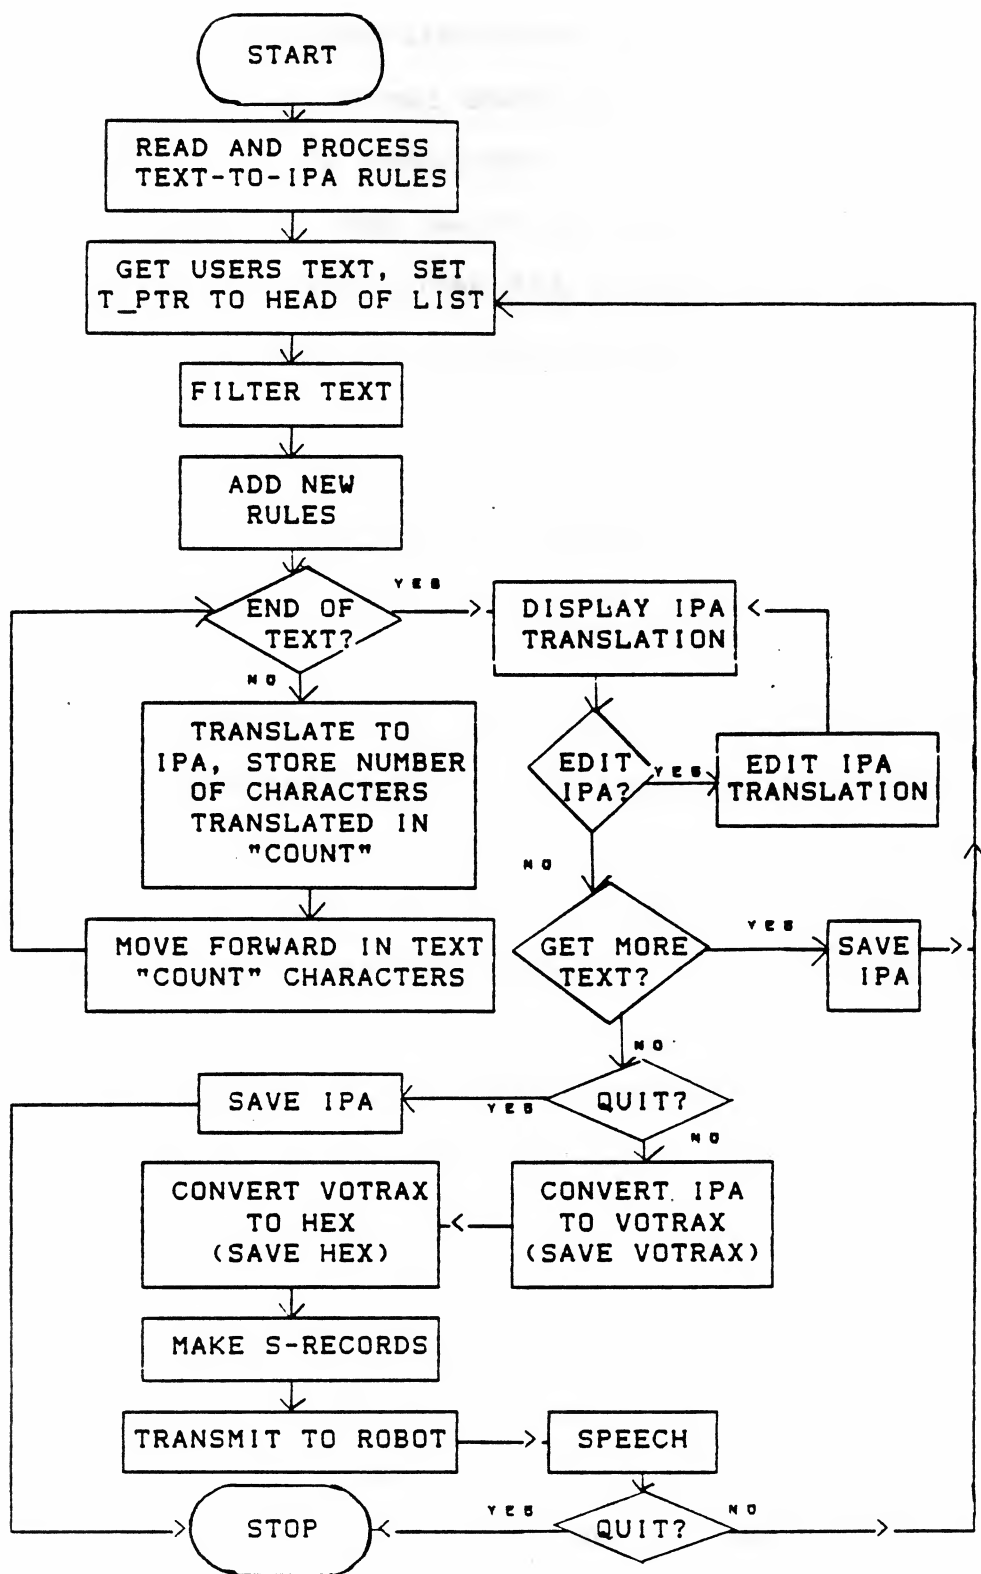 START
READ AND PROCESS
TEXT-TO-IPA RULES
GET USERS TEXT, SET
T_PTR TO HEAD OF LIST
FILTER TEXT
ADD NEW
RULES
END OF
TEXT?
YES
NO
DISPLAY IPA
TRANSLATION
TRANSLATE TO
IPA, STORE NUMBER
OF CHARACTERS
TRANSLATED IN
"COUNT"
MOVE FORWARD IN TEXT
"COUNT" CHARACTERS
EDIT
IPA?
YES
EDIT IPA
TRANSLATION
NO
GET MORE
TEXT?
YES
SAVE
IPA
NO
QUIT?
YES
SAVE IPA
NO
CONVERT IPA
TO VOTRAX
(SAVE VOTRAX)
CONVERT VOTRAX
TO HEX
(SAVE HEX)
MAKE S-RECORDS
TRANSMIT TO ROBOT
SPEECH
QUIT?
YES
NO
STOP